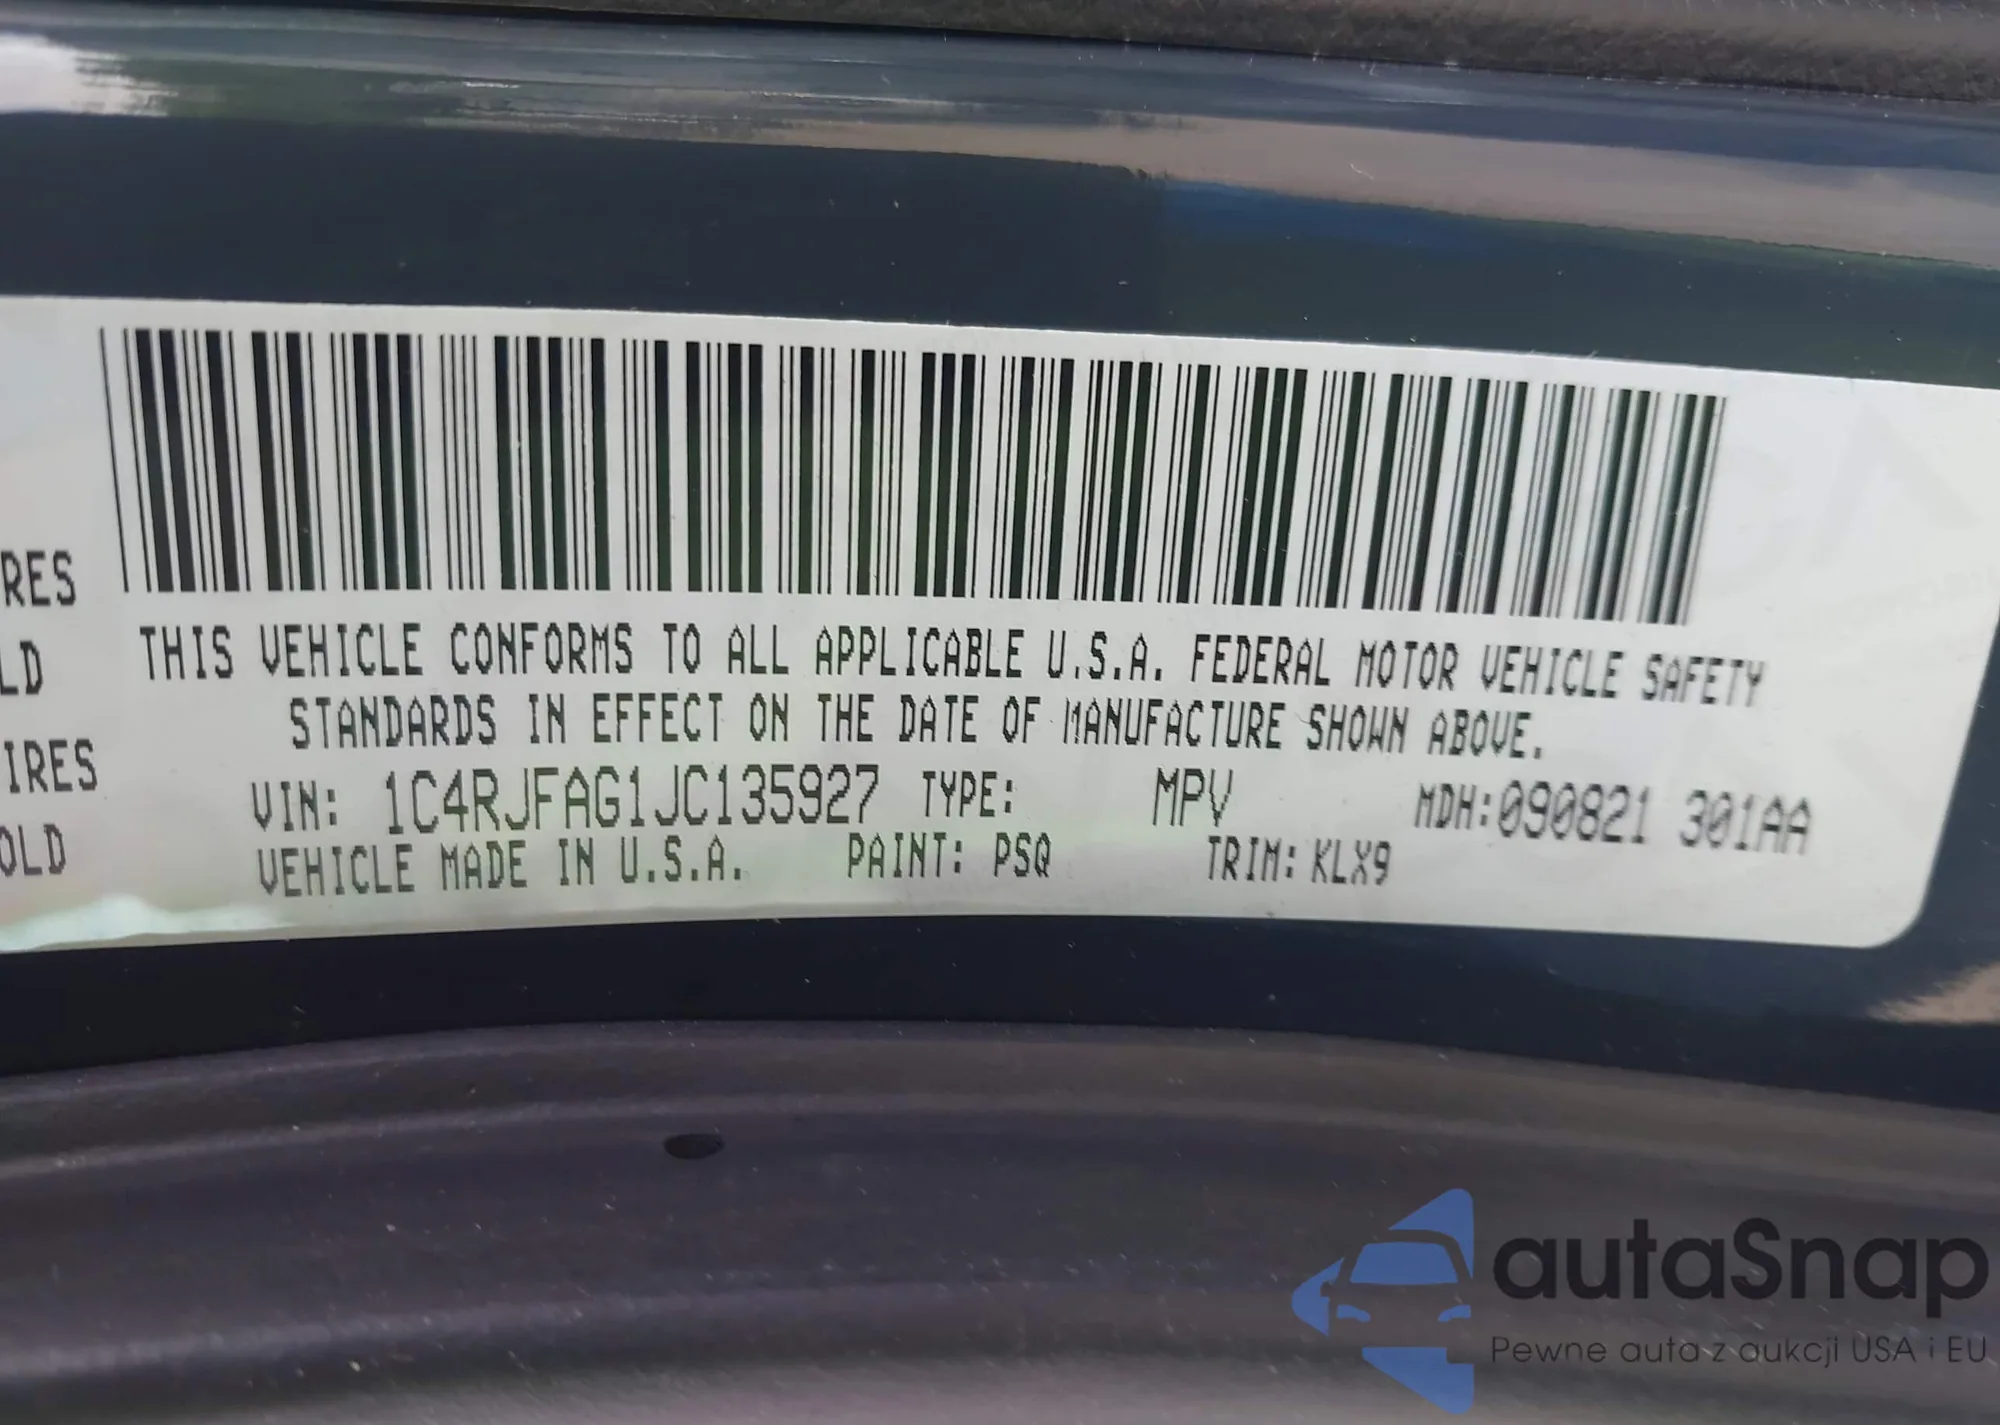 RES
LD
IRES
OLD
THIS VEHICLE CONFORMS TO ALL APPLICABLE U.S.A. FEDERAL MOTOR VEHICLE SAFETY
STANDARDS IN EFFECT ON THE DATE OF MANUFACTURE SHOWN ABOVE.
VIN: 1C4RJFAG1JC135927 TYPE: MPV MDH:090821 301AA
VEHICLE MADE IN U.S.A. PAINT: PSQ TRIM: KLX9
autaSnap
Pewne auta z aukcji USA i EU